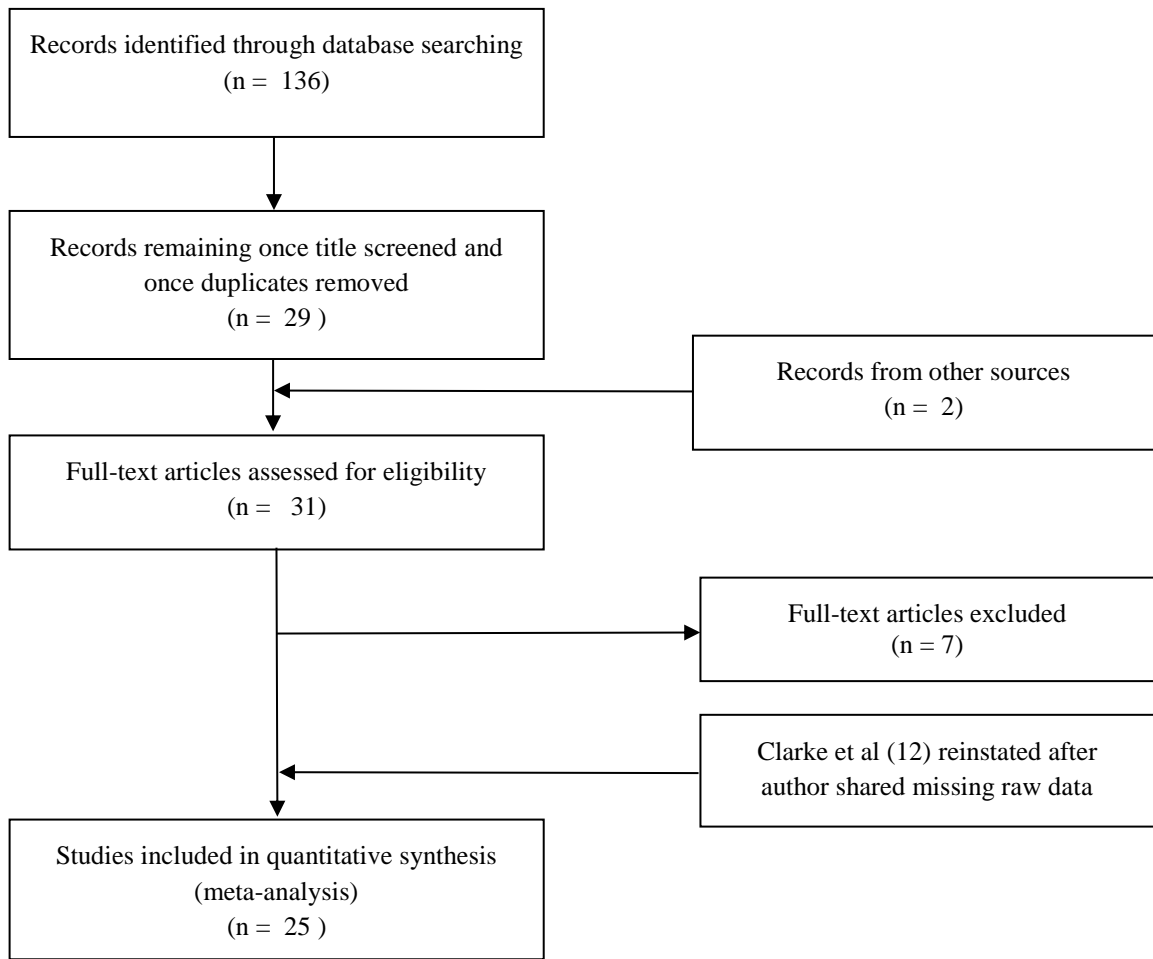 Records identified through database searching
(n = 136)
Records remaining once title screened and
once duplicates removed
(n = 29 )
Records from other sources
(n = 2)
Full-text articles assessed for eligibility
(n = 31)
Full-text articles excluded
(n = 7)
Clarke et al (12) reinstated after
author shared missing raw data
Studies included in quantitative synthesis
(meta-analysis)
(n = 25 )